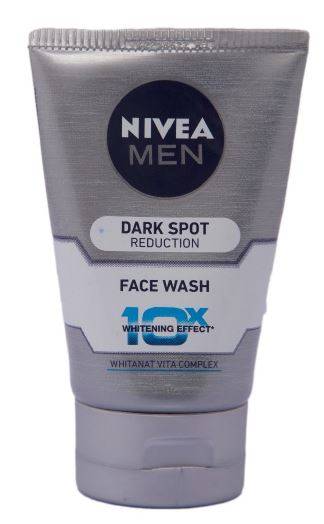 NIVEA
MEN
DARK SPOT
REDUCTION
FACE WASH
10X
WHITENING EFFECT*
WHITANAT VITA COMPLEX